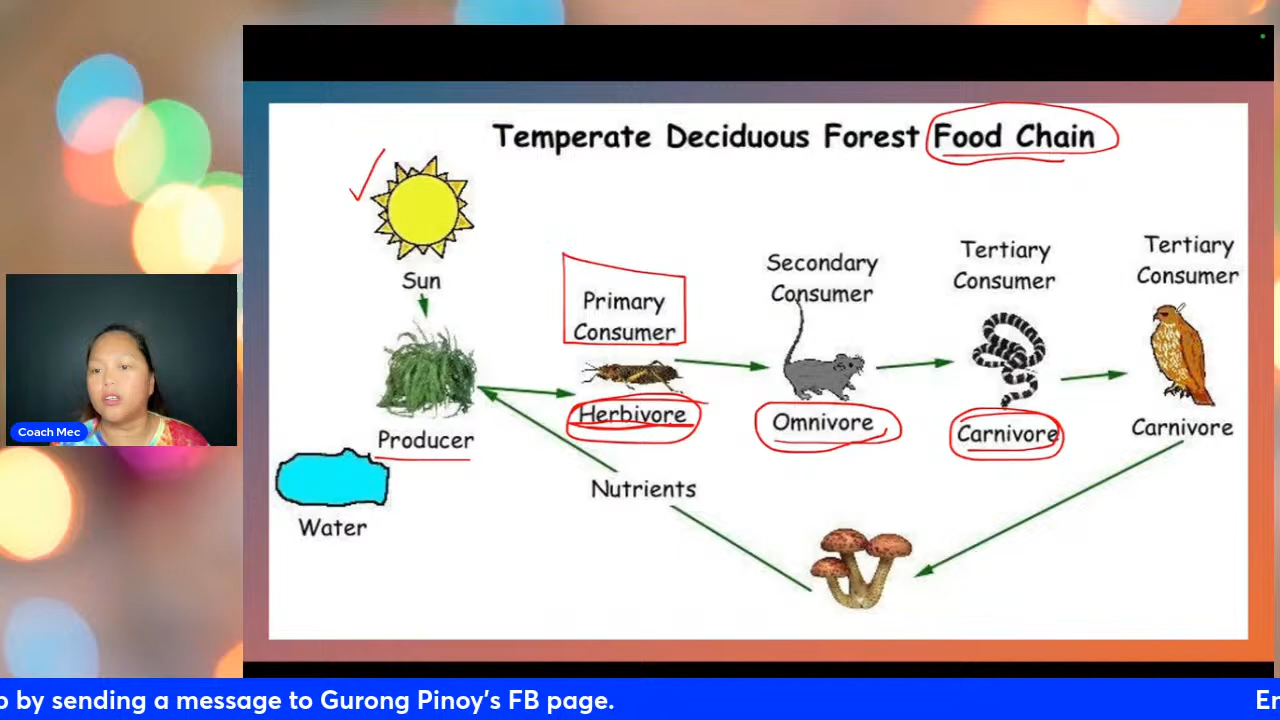 Temperate Deciduous Forest Food Chain
Sun
Primary
Consumer
Secondary
Consumer
Tertiary
Consumer
Tertiary
Consumer
Herbivore
Omnivore
Carnivore
Carnivore
Producer
Nutrients
Water
Coach Mec
by sending a message to Gurong Pinoy's FB page.